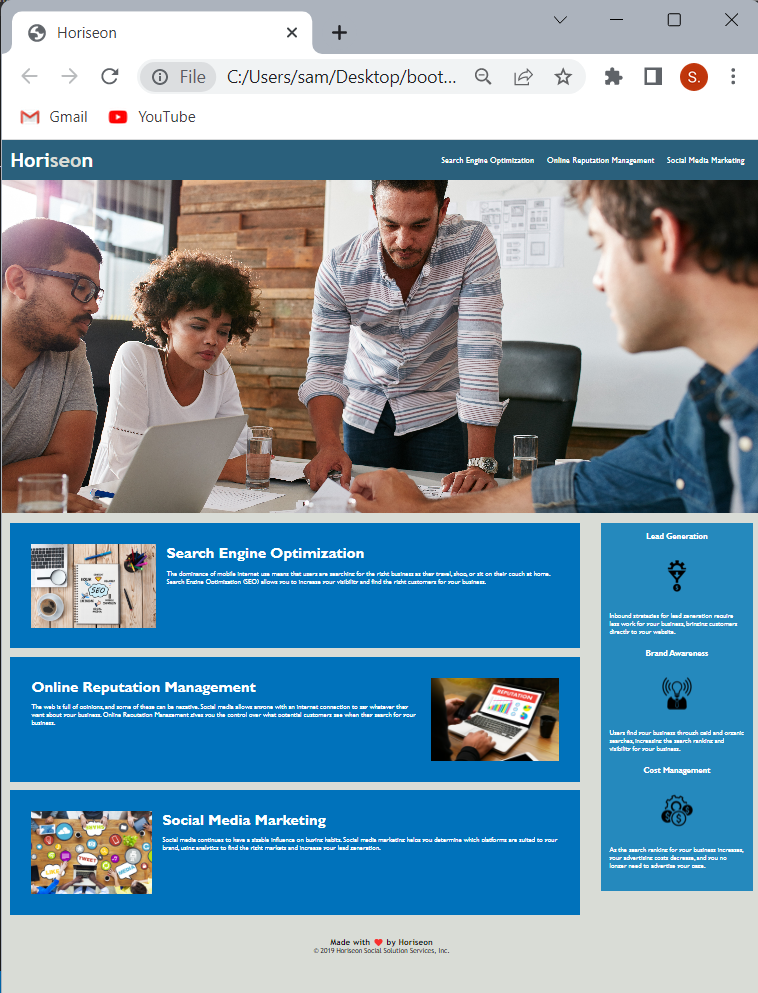 Horiseon
File C:/Users/sam/Desktop/boot...
S.
Gmail YouTube
Horiseon
Search Engine Optimization Online Reputation Management Social Media Marketing
Search Engine Optimization
The dominance of mobile internet use means that users are searching for the right business as they travel, shop, or sit on their couch at home.
Search Engine Optimization (SEO) allows you to increase your visibility and find the right customers for your business.
SEO
Online Reputation Management
The web is full of opinions, and some of these can be negative. Social media allows anyone with an internet connection to say whatever they
want about your business. Online Reputation Management gives you the control over what potential customers see when they search for your
business.
REPUTATION
Social Media Marketing
Social media continues to have a sizable influence on buying habits. Social media marketing helps you determine which platforms are suited to your
brand, using analytics to find the right markets and increase your lead generation.
TWEET
LIKE
Lead Generation
Inbound strategies for lead generation require
less work for your business, bringing customers
directly to your website.
Brand Awareness
Users find your business through paid and organic
searches, increasing the search ranking and
visibility for your business.
Cost Management
As the search ranking for your business increases,
your advertising costs decrease, and you no
longer need to advertise your page.
Made with ❤️ by Horiseon
© 2019 Horiseon Social Solution Services, Inc.